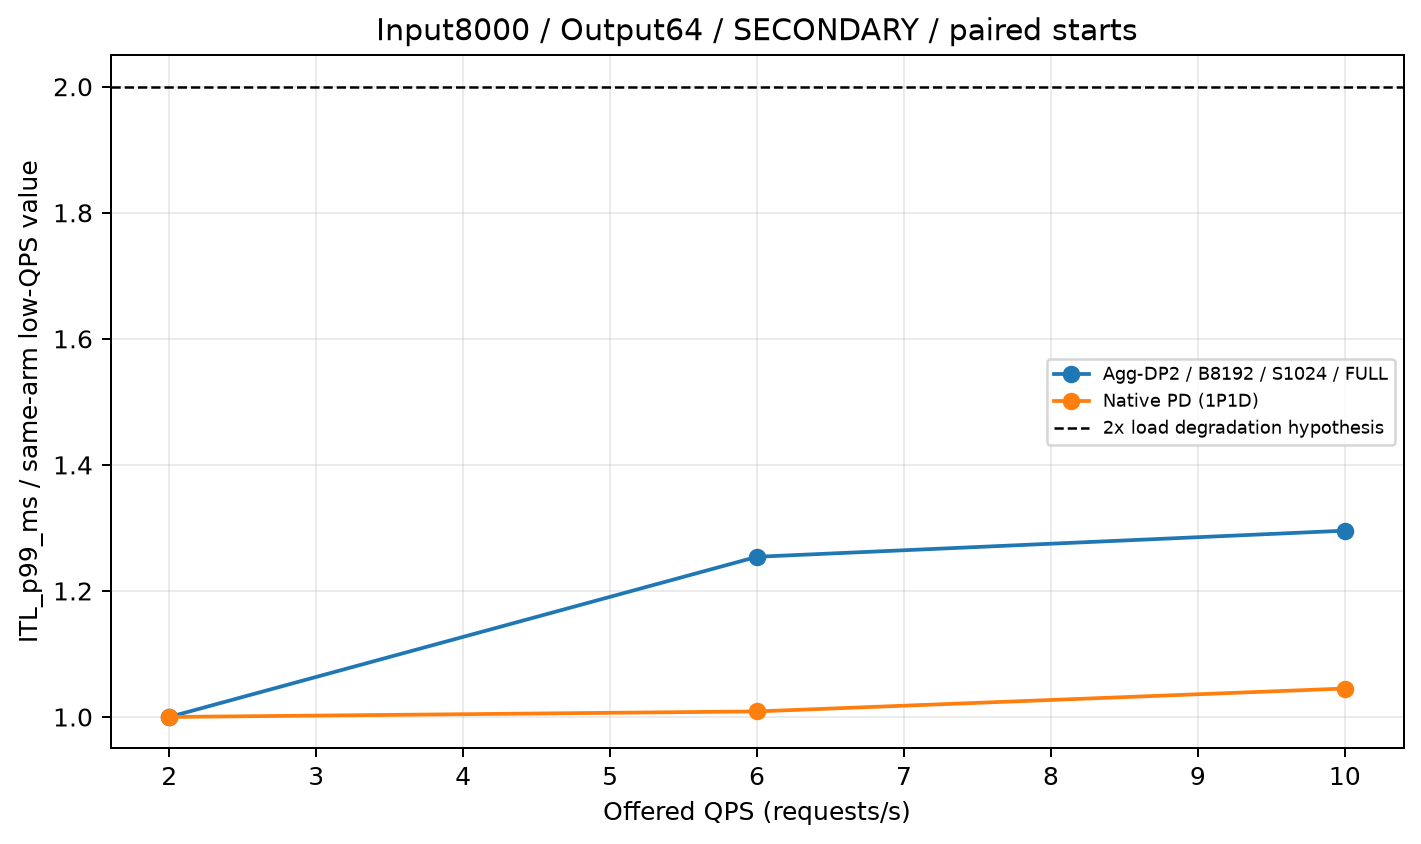 Input8000 / Output64 / SECONDARY / paired starts
ITL_p99_ms / same-arm low-QPS value
2.0
1.8
1.6
1.4
1.2
1.0
Agg-DP2 / B8192 / S1024 / FULL
Native PD (1P1D)
2x load degradation hypothesis
2 3 4 5 6 7 8 9 10
Offered QPS (requests/s)